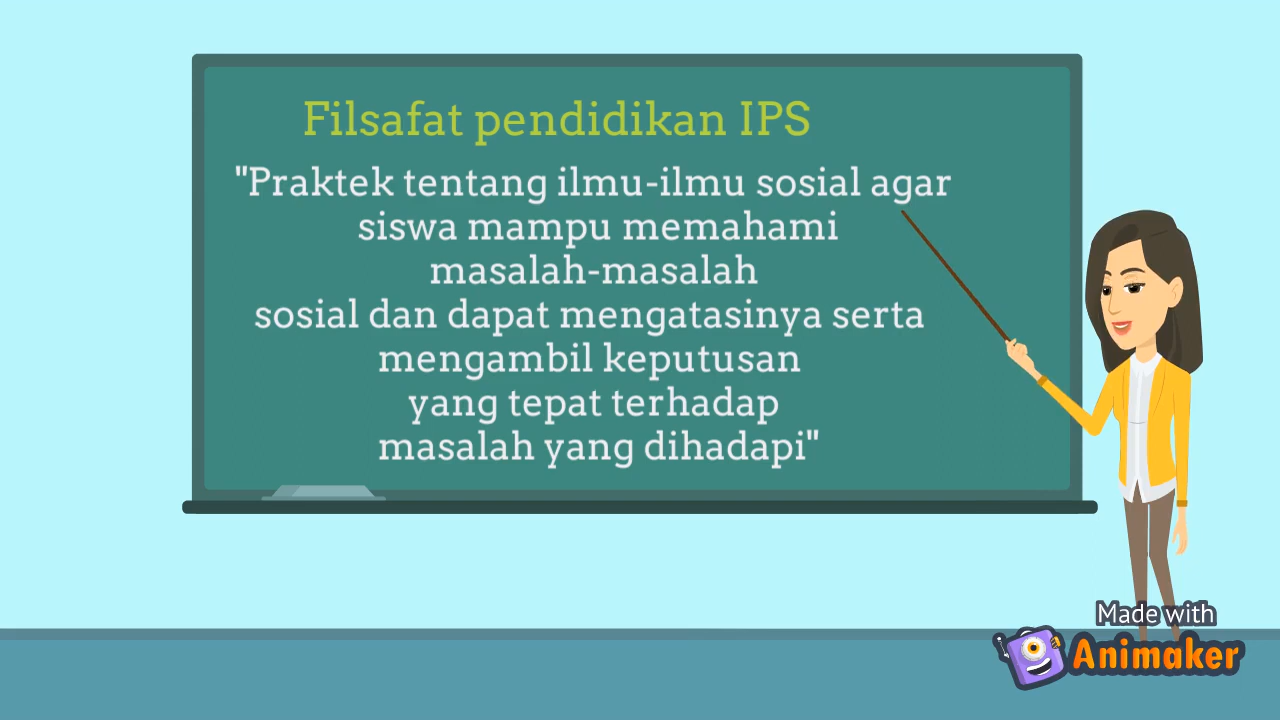 Filsafat pendidikan IPS
"Praktek tentang ilmu-ilmu sosial agar
siswa mampu memahami
masalah-masalah
sosial dan dapat mengatasinya serta
mengambil keputusan
yang tepat terhadap
masalah yang dihadapi"
Made with
Animaker